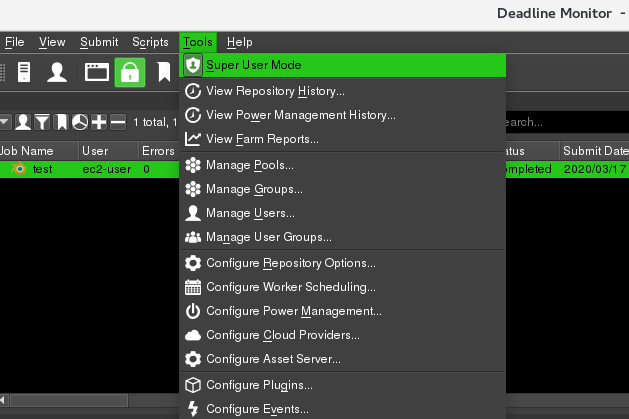 Deadline Monitor -
File View Submit Scripts Tools Help
Super User Mode
View Repository History...
View Power Management History...
View Farm Reports...
1 total, 1
earch...
Job Name User Errors atus Submit Date
test ec2-user 0 ompleted 2020/03/17
Manage Pools...
Manage Groups...
Manage Users...
Manage User Groups...
Configure Repository Options...
Configure Worker Scheduling...
Configure Power Management...
Configure Cloud Providers...
Configure Asset Server...
Configure Plugins...
Configure Events...